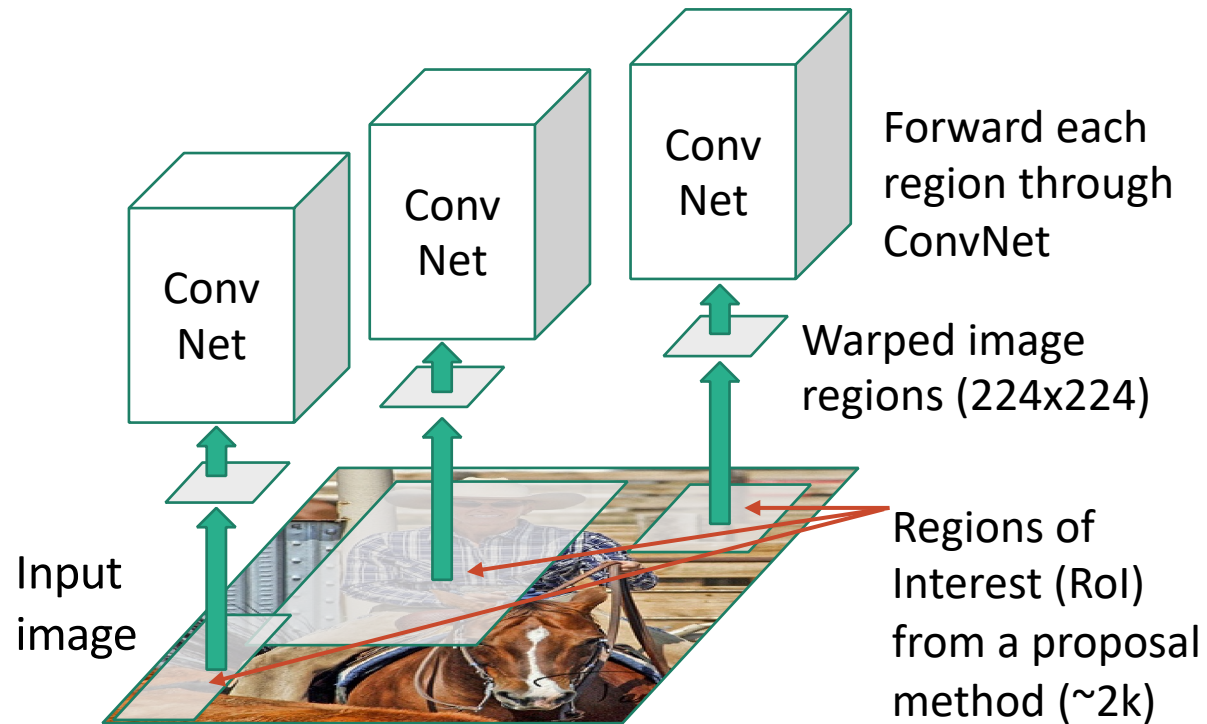 Conv
Net
Conv
Net
Conv
Net
Forward each
region through
ConvNet
Warped image
regions (224x224)
Input
image
Regions of
Interest (RoI)
from a proposal
method (~2k)